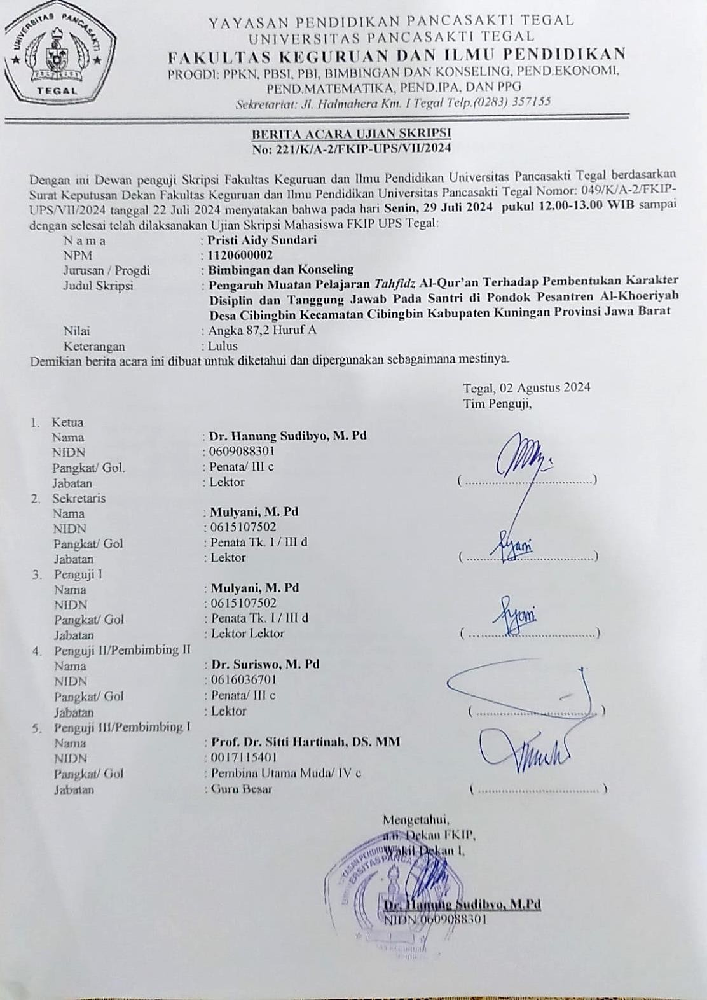 UNIVERSITAS PANCASAKTI
TEGAL
YAYASAN PENDIDIKAN PANCASAKTI TEGAL
UNIVERSITAS PANCASAKTI TEGAL
FAKULTAS KEGURUAN DAN ILMU PENDIDIKAN
PROGDI: PPKN, PBSI, PBI, BIMBINGAN DAN KONSELING, PEND.EKONOMI,
PEND.MATEMATIKA, PEND.IPA, DAN PPG
Sekretariat: Jl. Halmahera Km. I Tegal Telp.(0283) 357155
BERITA ACARA UJIAN SKRIPSI
No: 221/K/A-2/FKIP-UPS/VII/2024
Dengan ini Dewan penguji Skripsi Fakultas Keguruan dan Ilmu Pendidikan Universitas Pancasakti Tegal berdasarkan
Surat Keputusan Dekan Fakultas Keguruan dan Ilmu Pendidikan Universitas Pancasakti Tegal Nomor: 049/K/A-2/FKIP-
UPS/VII/2024 tanggal 22 Juli 2024 menyatakan bahwa pada hari Senin, 29 Juli 2024 pukul 12.00-13.00 WIB sampai
dengan selesai telah dilaksanakan Ujian Skripsi Mahasiswa FKIP UPS Tegal:
N a m a : Pristi Aidy Sundari
NPM : 1120600002
Jurusan / Progdi : Bimbingan dan Konseling
Judul Skripsi : Pengaruh Muatan Pelajaran Tahfidz Al-Qur'an Terhadap Pembentukan Karakter
Disiplin dan Tanggung Jawab Pada Santri di Pondok Pesantren Al-Khoeriyah
Desa Cibingbin Kecamatan Cibingbin Kabupaten Kuningan Provinsi Jawa Barat
Nilai : Angka 87,2 Huruf A
Keterangan : Lulus
Demikian berita acara ini dibuat untuk diketahui dan dipergunakan sebagaimana mestinya.
Tegal, 02 Agustus 2024
Tim Penguji,
1. Ketua
Nama : Dr. Hanung Sudibyo, M. Pd
NIDN : 0609088301
Pangkat/ Gol. : Penata/ III c
Jabatan : Lektor (....................................)
2. Sekretaris
Nama : Mulyani, M. Pd
NIDN : 0615107502
Pangkat/ Gol : Penata Tk. I / III d
Jabatan : Lektor (....................................)
3. Penguji I
Nama : Mulyani, M. Pd
NIDN : 0615107502
Pangkat/ Gol : Penata Tk. I / III d
Jabatan : Lektor Lektor (....................................)
4. Penguji II/Pembimbing II
Nama : Dr. Suriswo, M. Pd
NIDN : 0616036701
Pangkat/ Gol : Penata/ III c
Jabatan : Lektor (.................................... )
5. Penguji III/Pembimbing I
Nama : Prof. Dr. Sitti Hartinah, DS. MM
NIDN : 0017115401
Pangkat/ Gol : Pembina Utama Muda/ IV c
Jabatan : Guru Besar (.................................... )
Mengetahui,
a.n. Dekan FKIP,
Wakil Dekan I,
Dr. Hanung Sudibyo, M.Pd
NIDN.0609088301